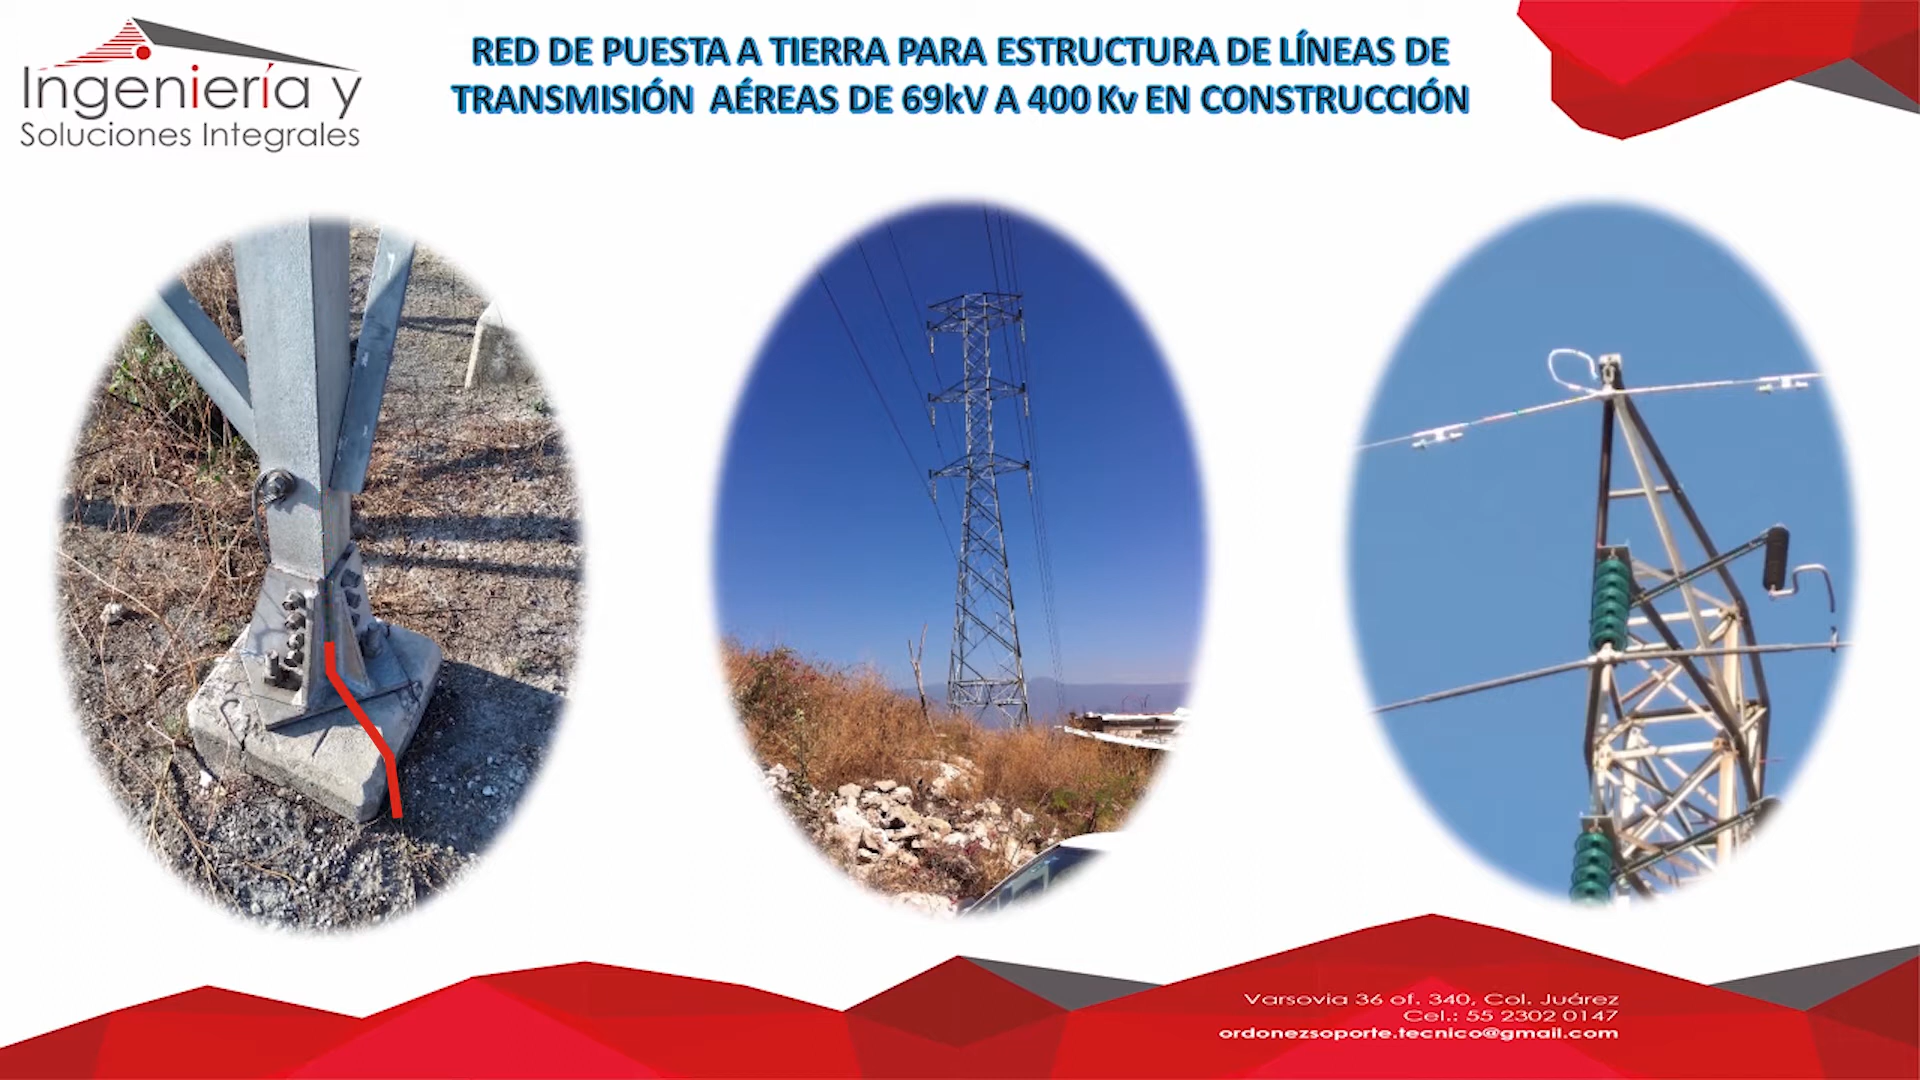 Ingeniería y
Soluciones Integrales
RED DE PUESTA A TIERRA PARA ESTRUCTURA DE LÍNEAS DE
TRANSMISIÓN AÉREAS DE 69kV A 400 Kv EN CONSTRUCCIÓN
Varsovia 36 of. 340, Col. Juárez
Cel.: 55 2302 0147
ordonezsoporte.tecnico@gmail.com